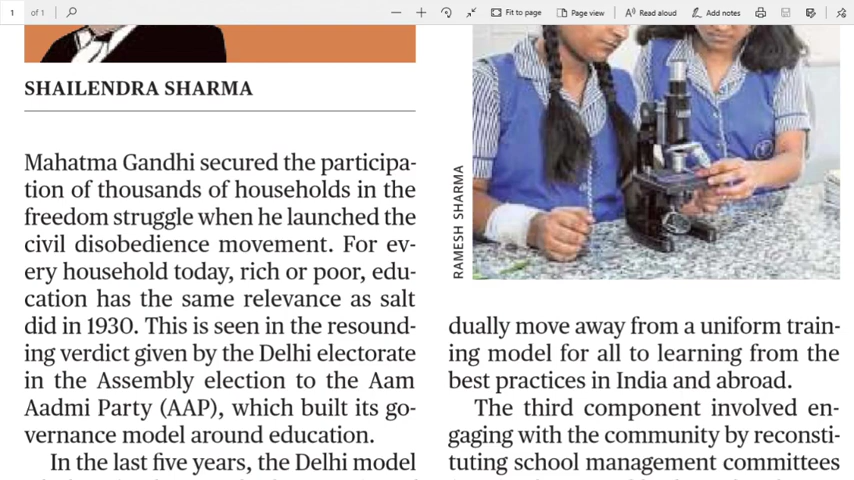 1 of 1
Fit to page
Page view
Read aloud
Add notes
SHAILENDRA SHARMA
Mahatma Gandhi secured the participa-
tion of thousands of households in the
freedom struggle when he launched the
civil disobedience movement. For ev-
ery household today, rich or poor, edu-
cation has the same relevance as salt
did in 1930. This is seen in the resound-
ing verdict given by the Delhi electorate
in the Assembly election to the Aam
Aadmi Party (AAP), which built its go-
vernance model around education.
In the last five years, the Delhi model
RAMESH SHARMA
dually move away from a uniform train-
ing model for all to learning from the
best practices in India and abroad.
The third component involved en-
gaging with the community by reconsti-
tuting school management committees